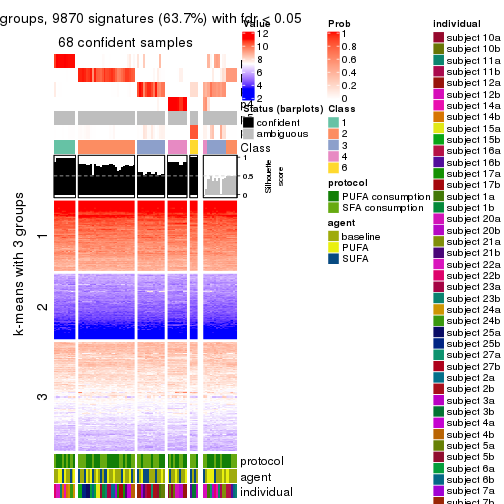 groups, 9870 signatures (63.7%) with fdr < 0.05
68 confident samples
k-means with 3 groups
1
2
3
Class
1
0.5
0
Silhouette
score
protocol
agent
individual
Value
12
10
8
6
4
2
Status (barplots)
confident
ambiguous
Prob
1
0.8
0.6
0.4
0.2
0
Class
1
2
3
4
6
protocol
PUFA consumption
SFA consumption
agent
baseline
PUFA
SUFA
individual
subject 10a
subject 10b
subject 11a
subject 11b
subject 12a
subject 12b
subject 14a
subject 14b
subject 15a
subject 15b
subject 16a
subject 16b
subject 17a
subject 17b
subject 1a
subject 1b
subject 20a
subject 20b
subject 21a
subject 21b
subject 22a
subject 22b
subject 23a
subject 23b
subject 24a
subject 24b
subject 25a
subject 25b
subject 27a
subject 27b
subject 2a
subject 2b
subject 3a
subject 3b
subject 4a
subject 4b
subject 5a
subject 5b
subject 6a
subject 6b
subject 7a
subject 7b